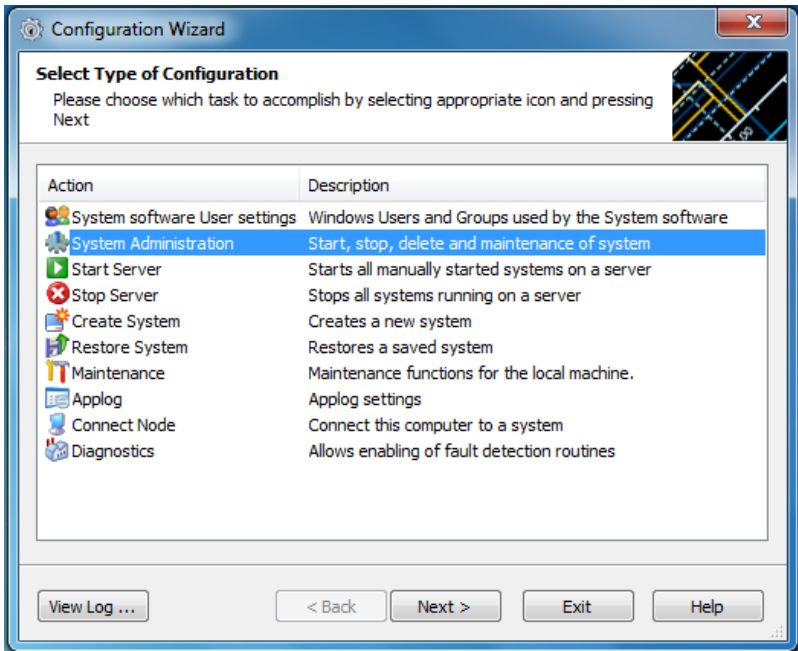 Configuration Wizard
Select Type of Configuration
Please choose which task to accomplish by selecting appropriate icon and pressing
Next
Action Description
System software User settings Windows Users and Groups used by the System software
System Administration Start, stop, delete and maintenance of system
Start Server Starts all manually started systems on a server
Stop Server Stops all systems running on a server
Create System Creates a new system
Restore System Restores a saved system
Maintenance Maintenance functions for the local machine.
Applog Applog settings
Connect Node Connect this computer to a system
Diagnostics Allows enabling of fault detection routines
View Log ... < Back Next > Exit Help